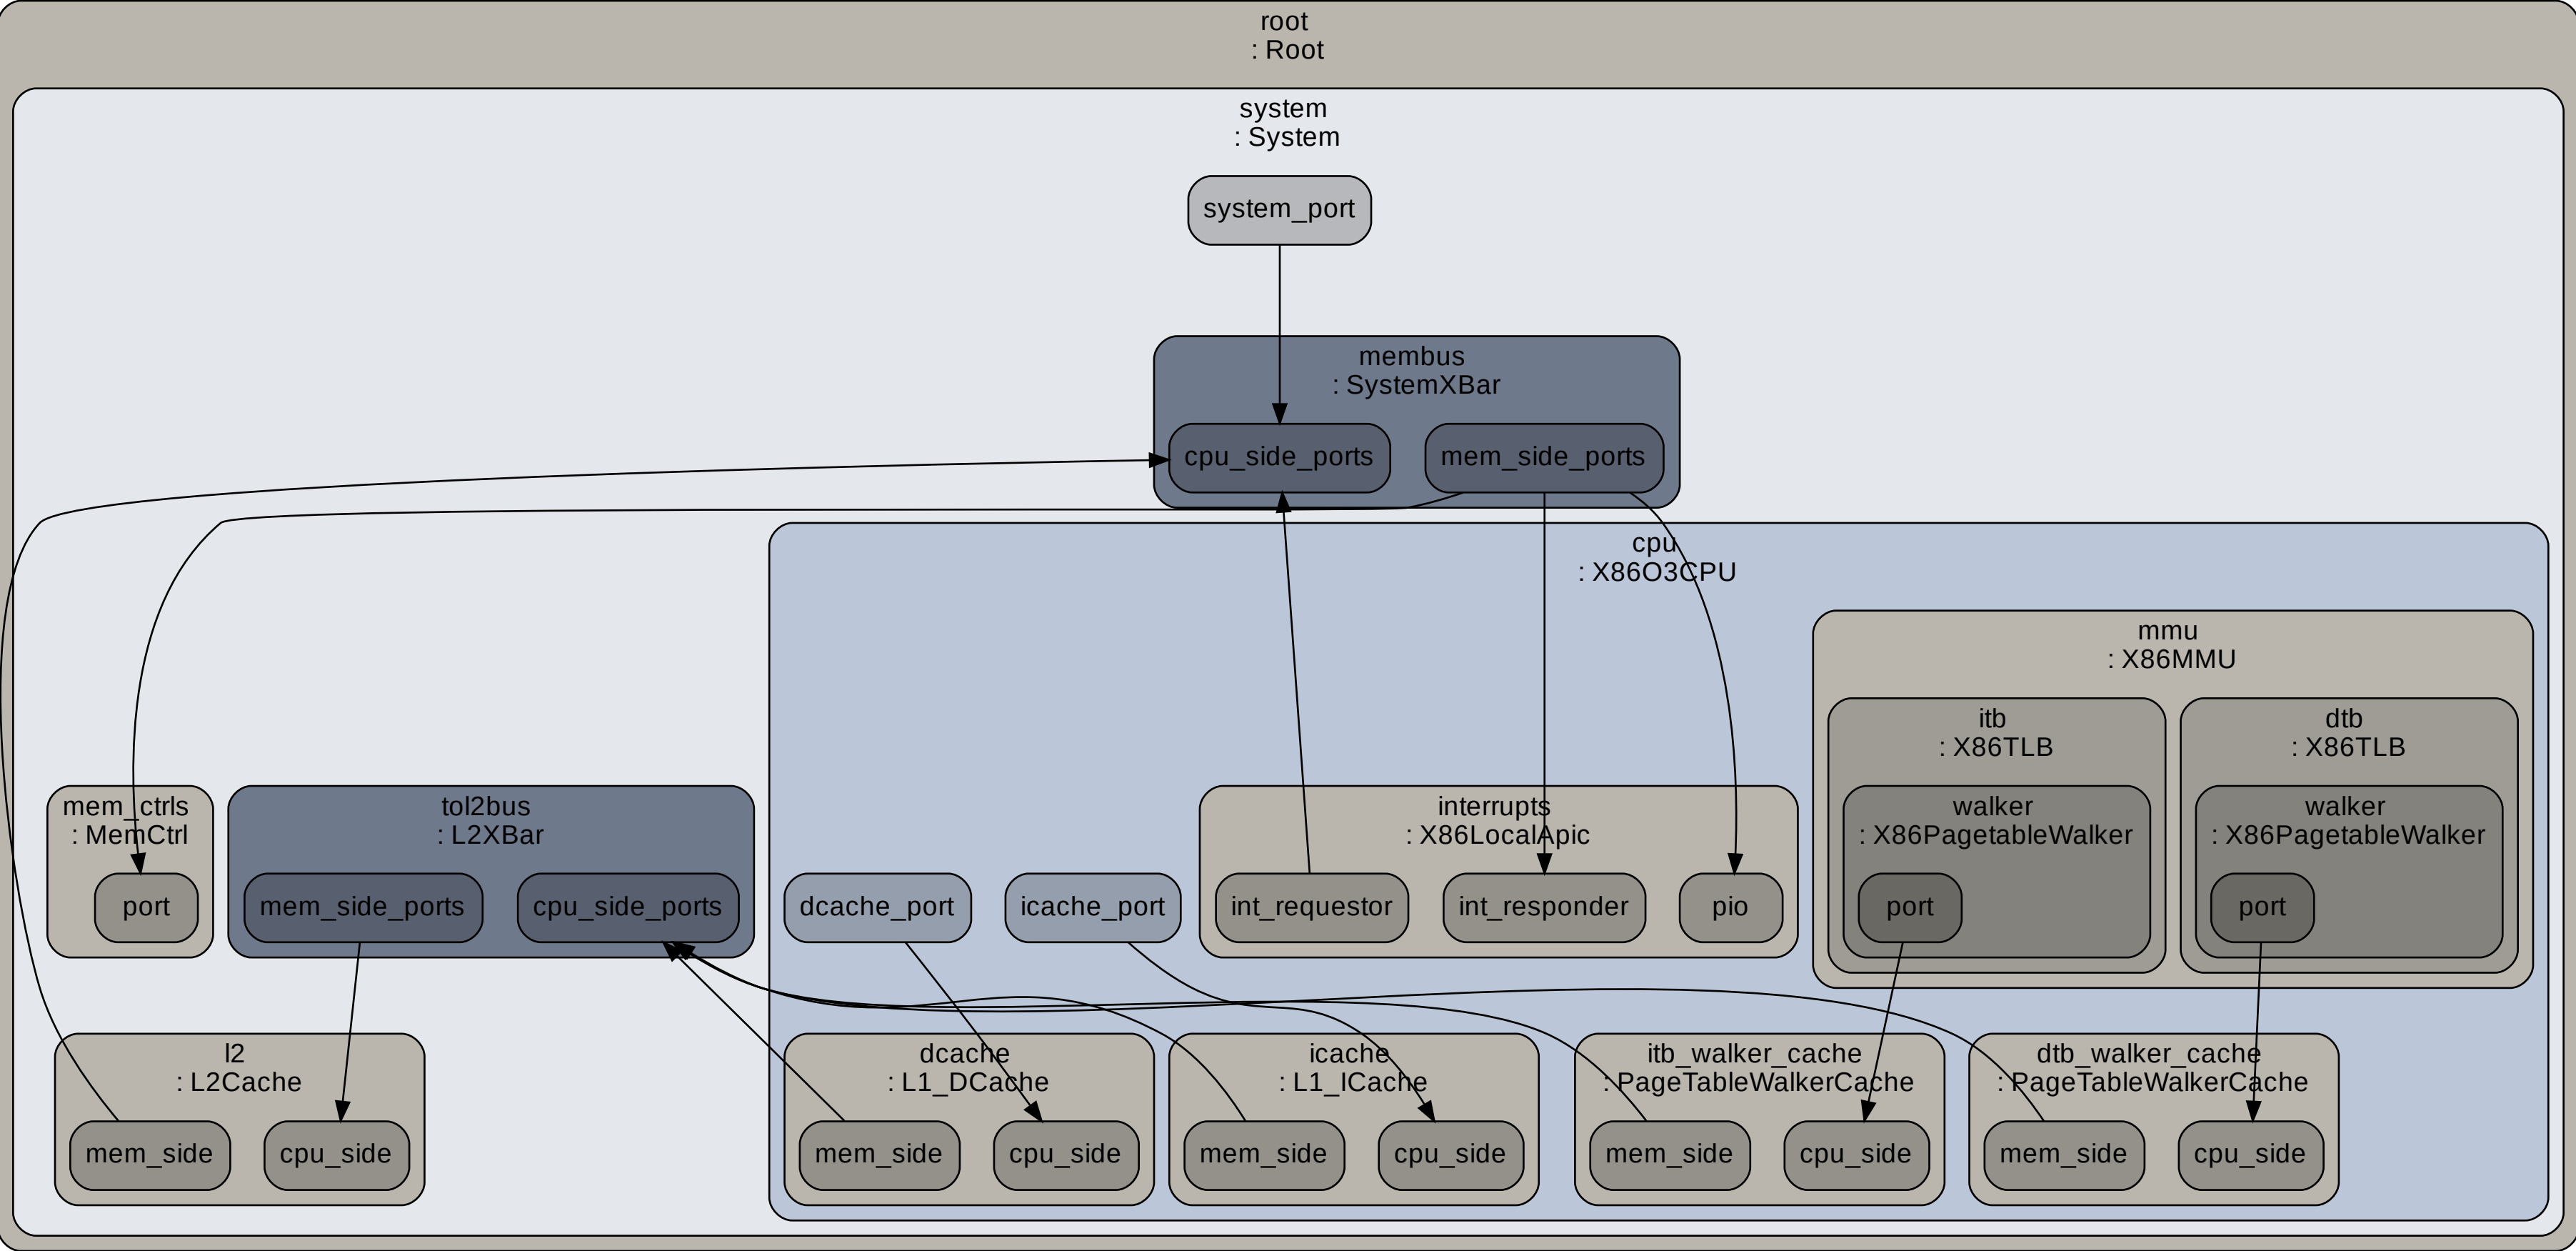 root
: Root
system
: System
system_port
membus
: SystemXBar
cpu_side_ports
mem_side_ports
cpu
: X86O3CPU
mmu
: X86MMU
itb
: X86TLB
dtb
: X86TLB
mem_ctrls
: MemCtrl
port
tol2bus
: L2XBar
mem_side_ports
cpu_side_ports
dcache_port
icache_port
interrupts
: X86LocalApic
int_requestor
int_responder
pio
walker
: X86PagetableWalker
port
walker
: X86PagetableWalker
port
l2
: L2Cache
mem_side
cpu_side
dcache
: L1_DCache
mem_side
cpu_side
icache
: L1_ICache
mem_side
cpu_side
itb_walker_cache
: PageTableWalkerCache
mem_side
cpu_side
dtb_walker_cache
: PageTableWalkerCache
mem_side
cpu_side